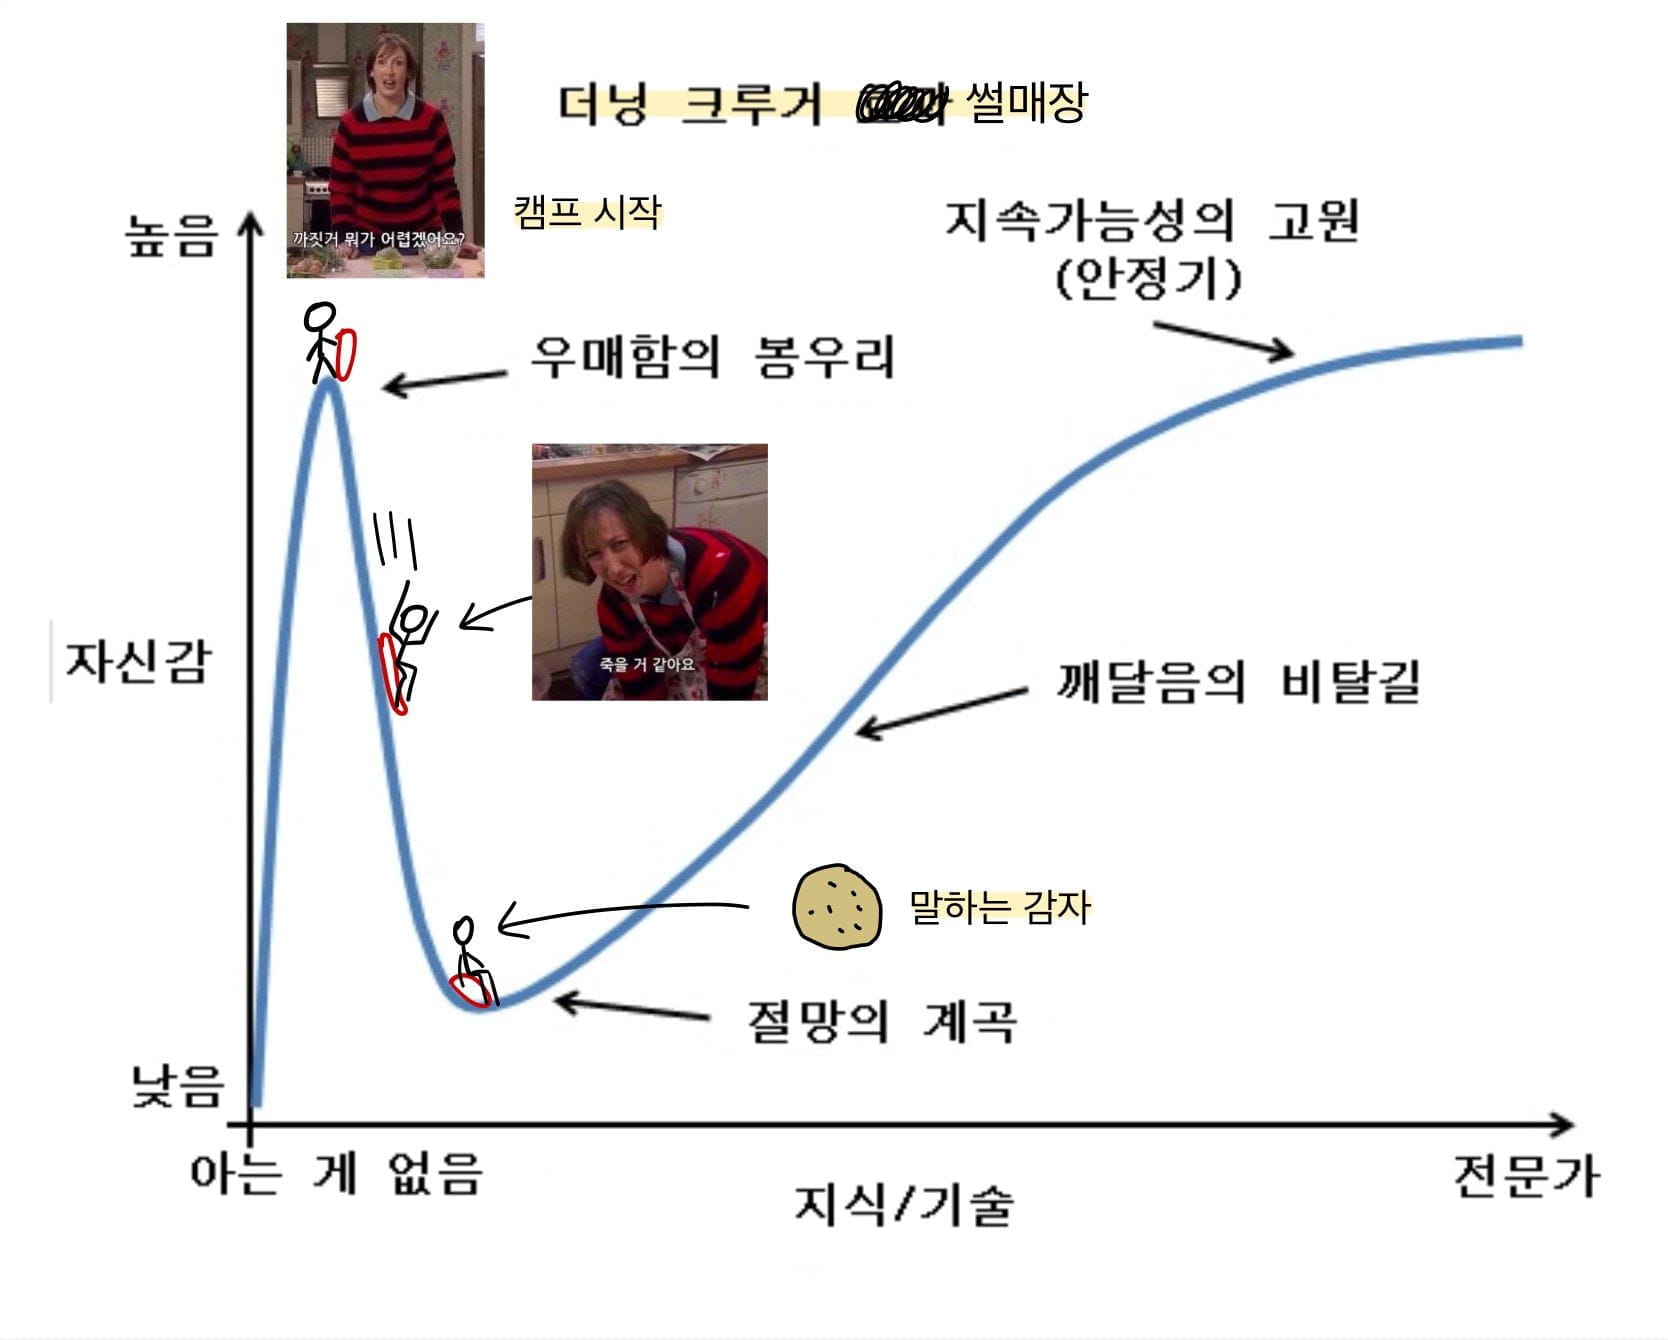 더닝 크루거 썰매장
캠프 시작
까짓거 뭐가 어렵겠어요?
높음
지속가능성의 고원
(안정기)
우매함의 봉우리
죽을 거 같아요
자신감
깨달음의 비탈길
말하는 감자
절망의 계곡
낮음
아는 게 없음
지식/기술
전문가